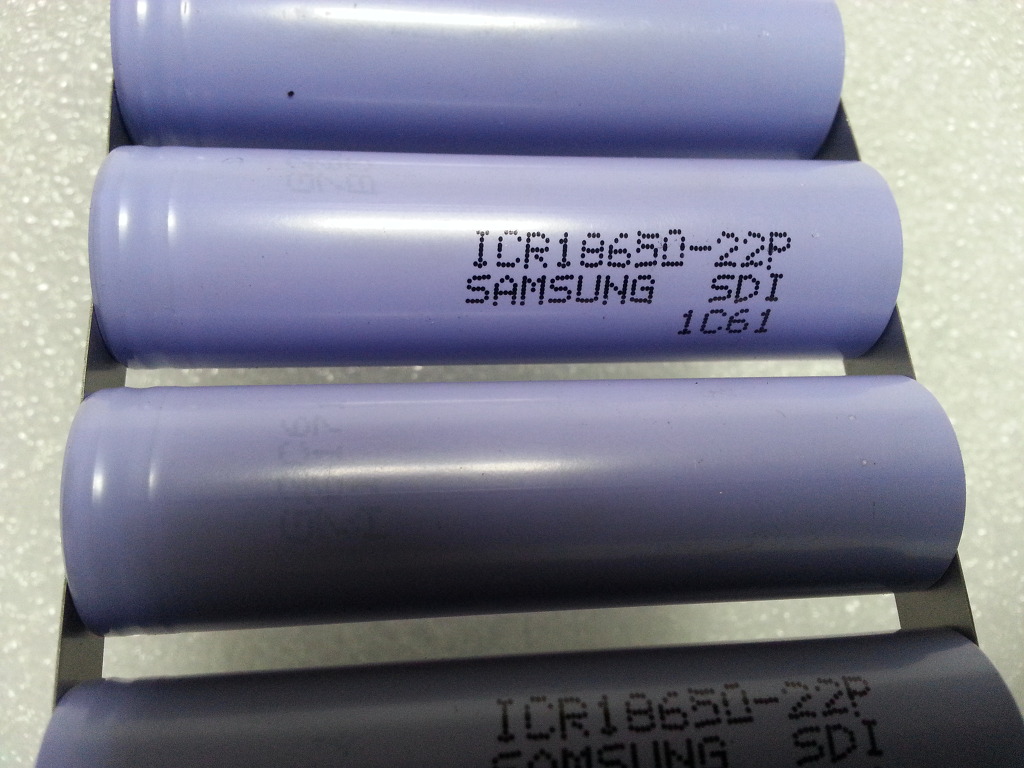 ICR18650-22P
SAMSUNG SDI
1C61
ICR18650-22P
SAMSUNG SDI